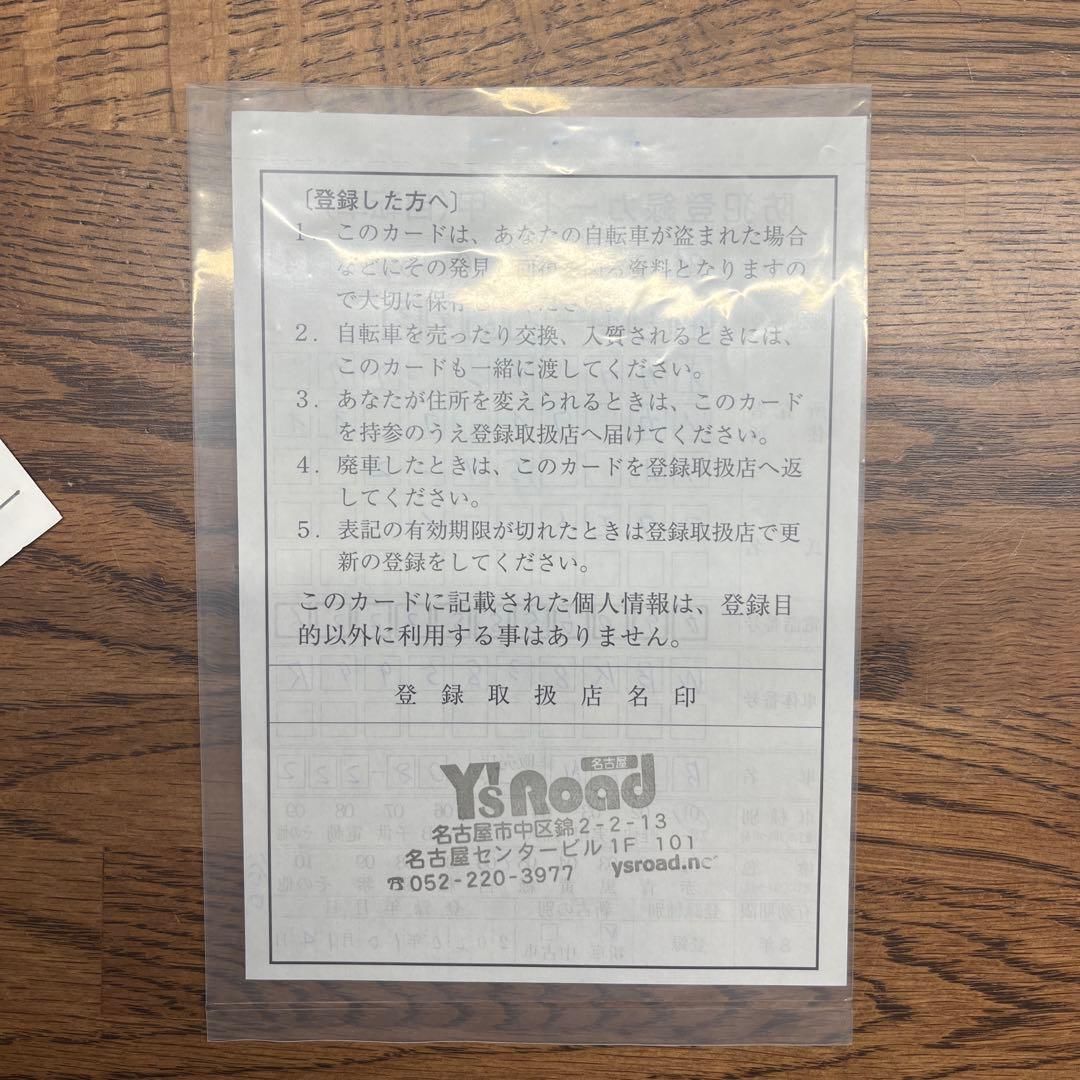 〔登録した方へ〕
1. このカードは、あなたの自転車が盗まれた場合
などにその発見 資料となりますの
で大切に保存
2. 自転車を売ったり交換、入質されるときには、
このカードも一緒に渡してください。
3. あなたが住所を変えられるときは、このカード
を持参のうえ登録取扱店へ届けてください。
4. 廃車したときは、このカードを登録取扱店へ返
してください。
5. 表記の有効期限が切れたときは登録取扱店で更
新の登録をしてください。
このカードに記載された個人情報は、登録目
的以外に利用する事はありません。
登録取扱店名印
Y'sRoad 名古屋
名古屋市中区錦2-2-13
名古屋センタービル1F 101
☎052-220-3977 ysroad.ne